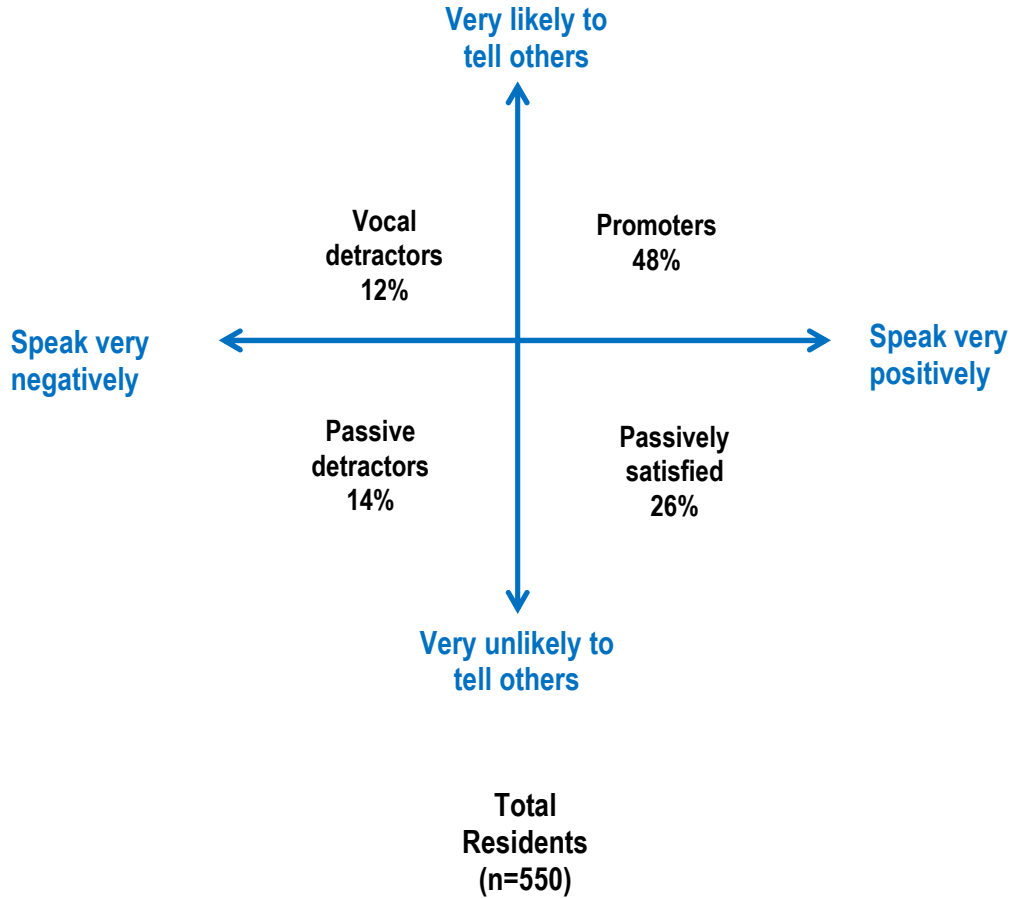 Very likely to
tell others
Vocal
detractors
12%
Promoters
48%
Speak very
negatively
Speak very
positively
Passive
detractors
14%
Passively
satisfied
26%
Very unlikely to
tell others
Total
Residents
(n=550)